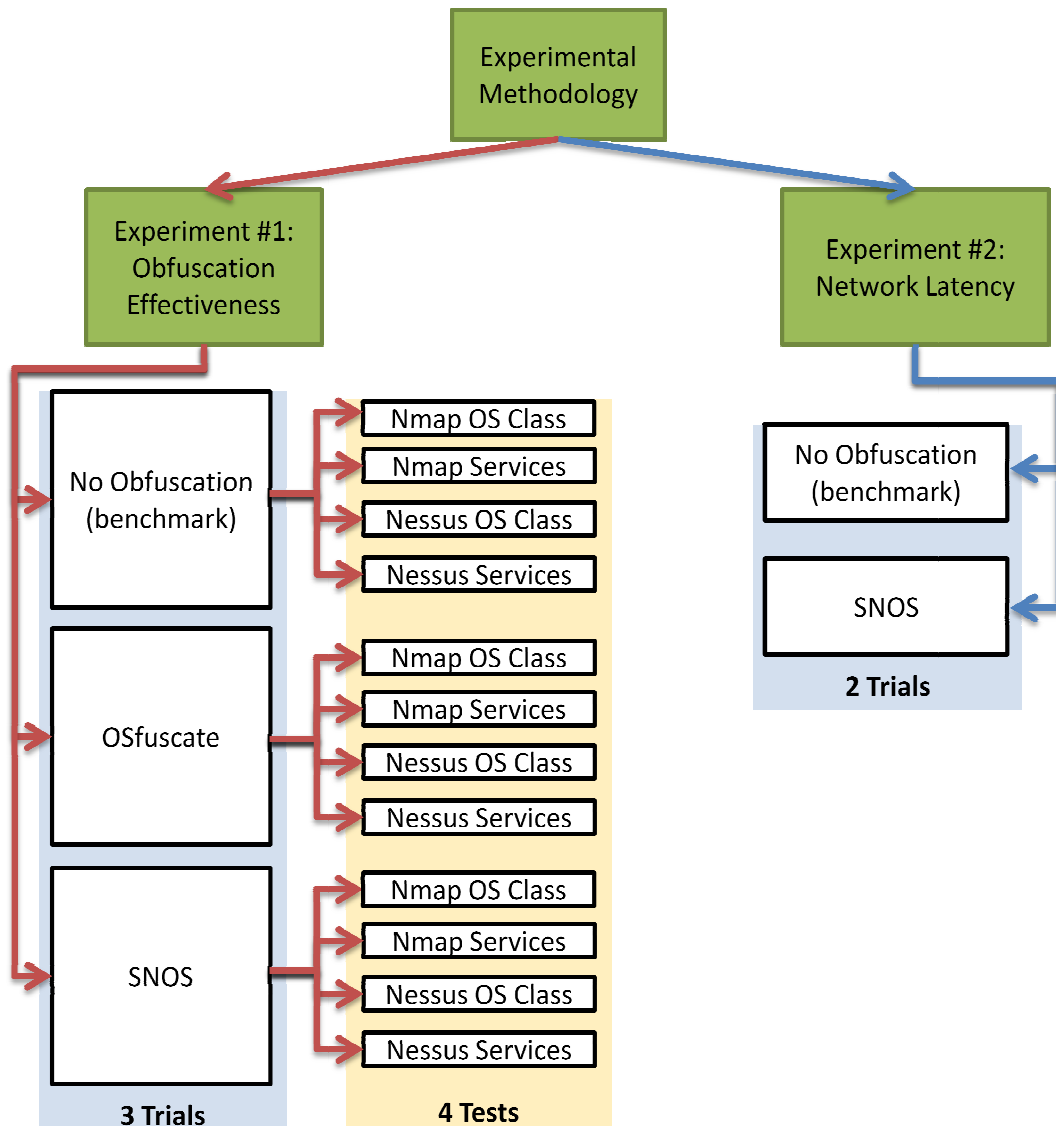 Experimental
Methodology
Experiment #1:
Obfuscation
Effectiveness
Experiment #2:
Network Latency
No Obfuscation
(benchmark)
Nmap OS Class
Nmap Services
Nessus OS Class
Nessus Services
OSfuscate
Nmap OS Class
Nmap Services
Nessus OS Class
Nessus Services
SNOS
Nmap OS Class
Nmap Services
Nessus OS Class
Nessus Services
3 Trials
4 Tests
No Obfuscation
(benchmark)
SNOS
2 Trials